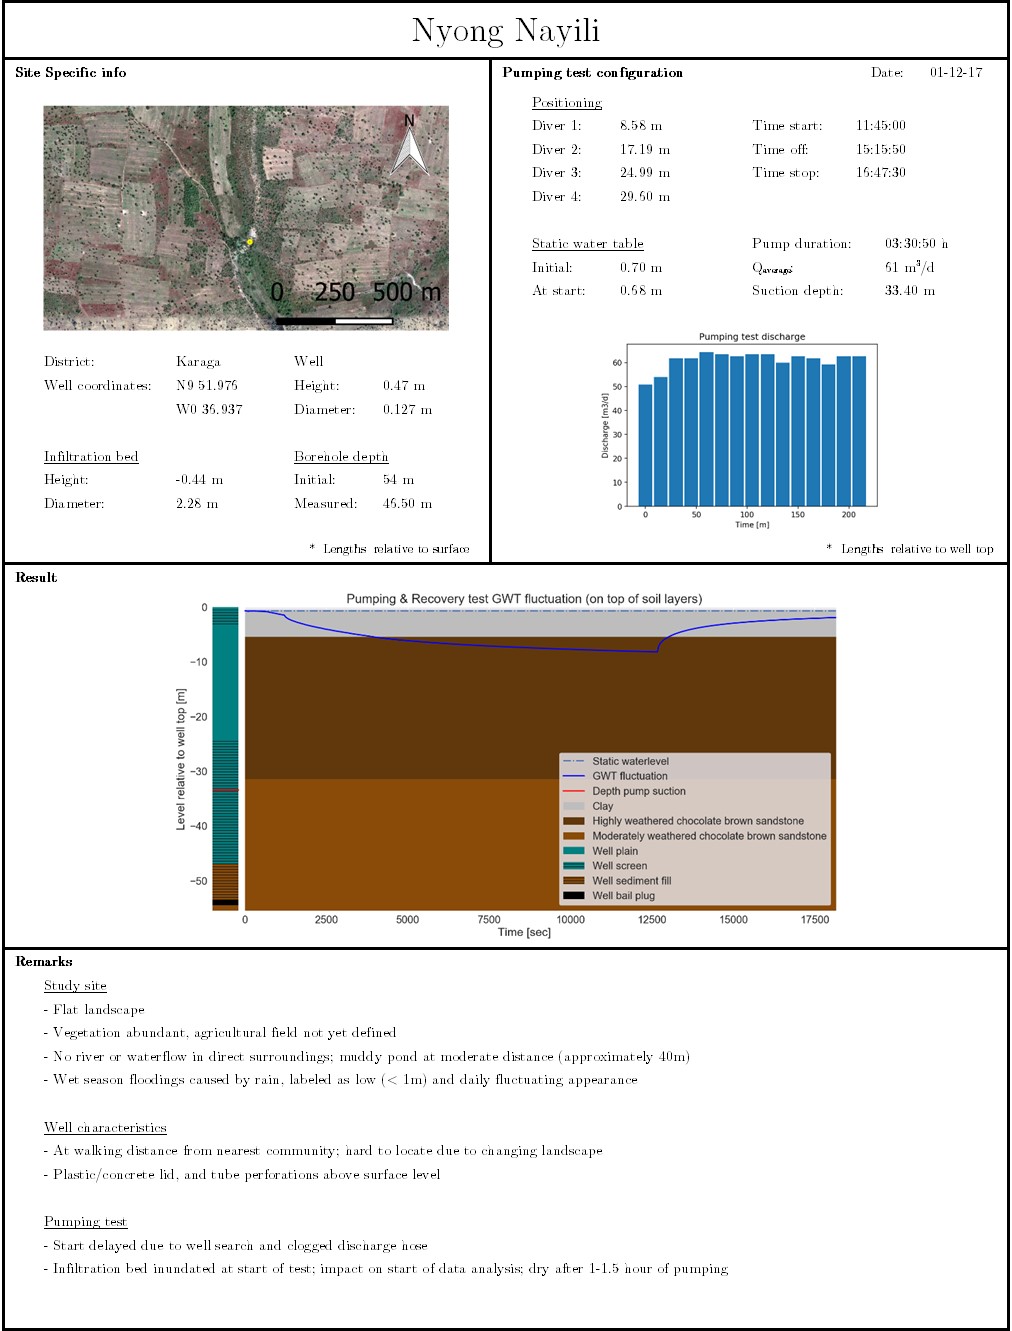 Nyong Nayili
Site Specific info
N
0 250 500 m
District: Karaga Well
Well coordinates: N9 51.976 Height: 0.47 m
W0 36.937 Diameter: 0.127 m
Infiltration bed Borehole depth
Height: -0.44 m Initial: 54 m
Diameter: 2.28 m Measured: 46.50 m
* Lengths relative to surface
Pumping test configuration Date: 01-12-17
Positioning
Diver 1: 8.58 m Time start: 11:45:00
Diver 2: 17.19 m Time off: 15:15:50
Diver 3: 24.99 m Time stop: 16:47:30
Diver 4: 29.60 m
Static water table Pump duration: 03:30:50 h
Initial: 0.70 m Qaverage: 61 m³/d
At start: 0.68 m Suction depth: 33.40 m
Pumping test discharge
Discharge [m3/d]
60
50
40
30
20
10
0
0 50 100 150 200
Time [m]
* Lengths relative to well top
Result
Pumping & Recovery test GWT fluctuation (on top of soil layers)
Level relative to well top [m]
0
−10
−20
−30
−40
−50
Static waterlevel
GWT fluctuation
Depth pump suction
Clay
Highly weathered chocolate brown sandstone
Moderately weathered chocolate brown sandstone
Well plain
Well screen
Well sediment fill
Well bail plug
0 2500 5000 7500 10000 12500 15000 17500
Time [sec]
Remarks
Study site
- Flat landscape
- Vegetation abundant, agricultural field not yet defined
- No river or waterflow in direct surroundings; muddy pond at moderate distance (approximately 40m)
- Wet season floodings caused by rain, labeled as low (< 1m) and daily fluctuating appearance
Well characteristics
- At walking distance from nearest community; hard to locate due to changing landscape
- Plastic/concrete lid, and tube perforations above surface level
Pumping test
- Start delayed due to well search and clogged discharge hose
- Infiltration bed inundated at start of test; impact on start of data analysis; dry after 1-1.5 hour of pumping